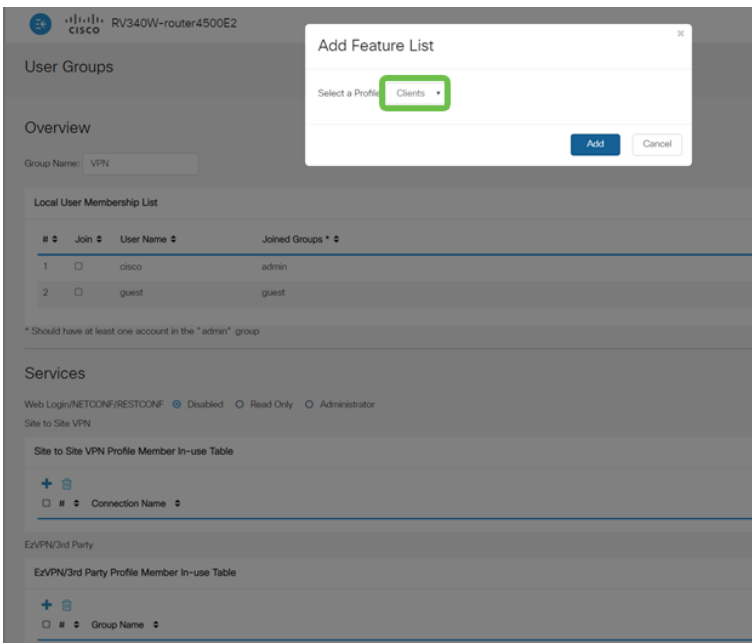 cisco RV340W-router4500E2
User Groups
Add Feature List
Select a Profile Clients
Add Cancel
Overview
Group Name: VPN
Local User Membership List
# Join User Name Joined Groups *
1 cisco admin
2 guest guest
* Should have at least one account in the "admin" group
Services
Web Login/NETCONF/RESTCONF Disabled Read Only Administrator
Site to Site VPN
Site to Site VPN Profile Member In-use Table
# Connection Name
EzVPN/3rd Party
EzVPN/3rd Party Profile Member In-use Table
# Group Name